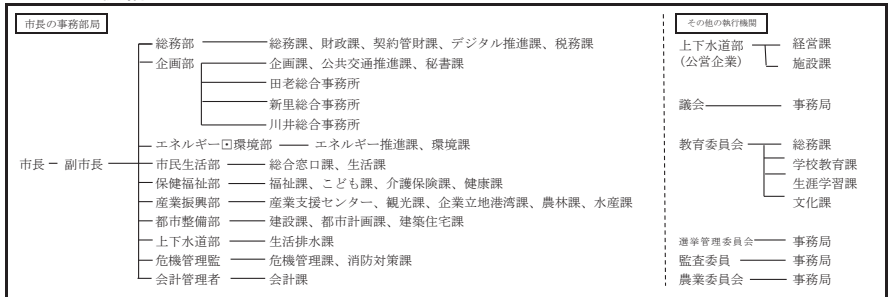 市長の事務部局
総務部 総務課、財政課、契約管財課、デジタル推進課、税務課
企画部 企画課、公共交通推進課、秘書課
田老総合事務所
新里総合事務所
川井総合事務所
エネルギー⊡環境部 エネルギー推進課、環境課
市長 副市長 市民生活部 総合窓口課、生活課
保健福祉部 福祉課、こども課、介護保険課、健康課
産業振興部 産業支援センター、観光課、企業立地港湾課、農林課、水産課
都市整備部 建設課、都市計画課、建築住宅課
上下水道部 生活排水課
危機管理監 危機管理課、消防対策課
会計管理者 会計課
その他の執行機関
上下水道部 経営課
(公営企業) 施設課
議会 事務局
教育委員会 総務課
学校教育課
生涯学習課
文化課
選挙管理委員会 事務局
監査委員 事務局
農業委員会 事務局